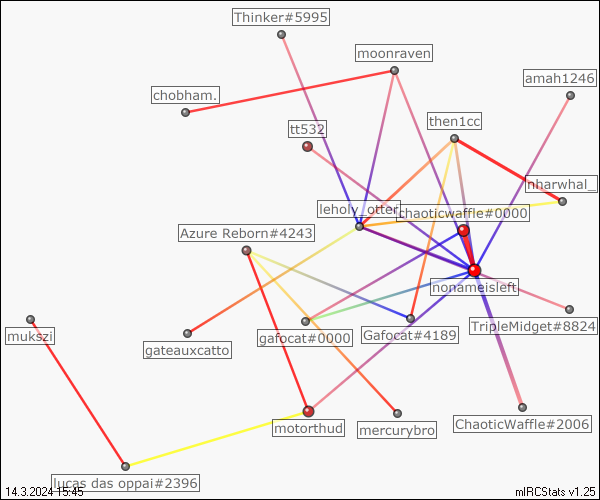 Thinker#5995
moonraven
amah1246
chobham.
then1cc
tt532
nharwhal_
leholy_otter
chaoticwaffle#0000
Azure Reborn#4243
nonameisleft
TripleMidget#8824
mukszi
gafocat#0000
Gafocat#4189
gateauxcatto
motorthud
mercurybro
ChaoticWaffle#2006
lucas das oppai#2396
14.3.2024 15:45
mIRCStats v1.25